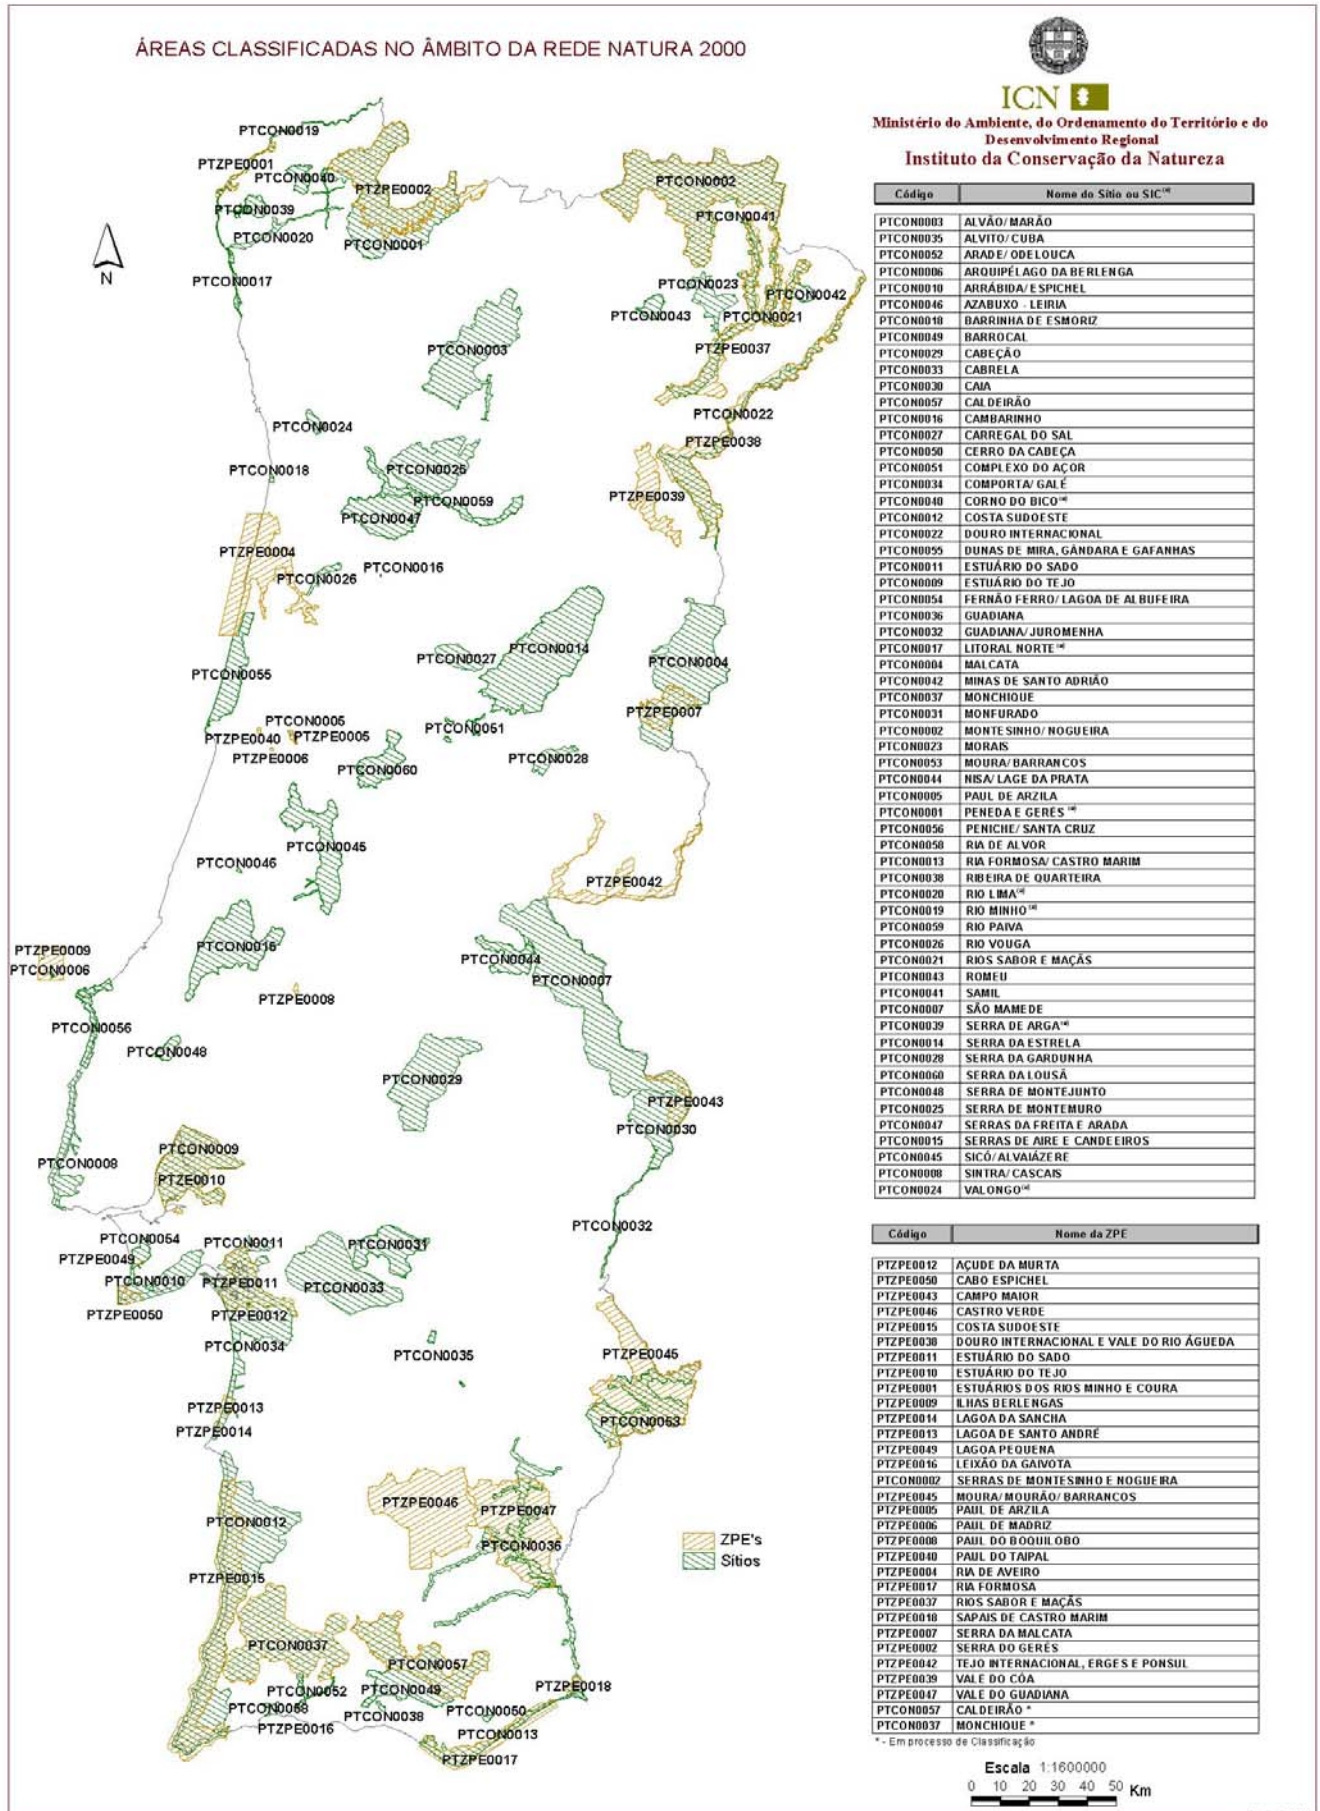 ÁREAS CLASSIFICADAS NO ÂMBITO DA REDE NATURA 2000
ICN
Ministério do Ambiente, do Ordenamento do Território e do
Desenvolvimento Regional
Instituto da Conservação da Natureza
PTCON0019
PTZPE0001
PTCON0040
PTZPE0002
PTCON0039
PTCON0020
PTCON0001
PTCON0017
N
PTCON0002
PTCON0041
PTCON0023
PTCON0042
PTCON0043
PTCON0021
PTZPE0037
PTCON0003
PTCON0022
PTCON0024
PTZPE0038
PTCON0018
PTCON0025
PTZPE0039
PTCON0059
PTCON0047
PTZPE0004
PTCON0016
PTCON0026
PTCON0014
PTCON0027
PTCON0004
PTCON0055
PTZPE0007
PTCON0005
PTCON0051
PTZPE0040
PTZPE0005
PTZPE0006
PTCON0028
PTCON0060
PTCON0045
PTCON0046
PTZPE0042
PTZPE0009
PTCON0006
PTCON0015
PTCON0044
PTCON0007
PTZPE0008
PTCON0056
PTCON0048
PTCON0029
PTZPE0043
PTCON0030
PTCON0009
PTCON0008
PTZE0010
PTCON0032
PTCON0054
PTCON0011
PTCON0031
PTZPE0049
PTCON0010
PTZPE0011
PTCON0033
PTZPE0050
PTZPE0012
PTCON0034
PTCON0035
PTZPE0045
PTZPE0013
PTZPE0014
PTCON0053
PTZPE0046
PTZPE0047
PTCON0012
PTCON0036
PTZPE0015
PTCON0037
PTCON0057
PTCON0052
PTCON0049
PTZPE0018
PTCON0058
PTCON0038
PTCON0050
PTZPE0016
PTCON0013
PTZPE0017
ZPE's
Sítios
Código Nome do Sítio ou SIC(*)
PTCON0003 ALVÃO/ MARÃO
PTCON0035 ALVITO/ CUBA
PTCON0052 ARADE/ ODELOUCA
PTCON0006 ARQUIPÉLAGO DA BERLENGA
PTCON0010 ARRÁBIDA/ ESPICHEL
PTCON0046 AZABUXO - LEIRIA
PTCON0018 BARRINHA DE ESMORIZ
PTCON0049 BARROCAL
PTCON0029 CABEÇÃO
PTCON0033 CABRELA
PTCON0030 CAIA
PTCON0057 CALDEIRÃO
PTCON0016 CAMBARINHO
PTCON0027 CARREGAL DO SAL
PTCON0050 CERRO DA CABEÇA
PTCON0051 COMPLEXO DO AÇOR
PTCON0034 COMPORTA/ GALÉ
PTCON0040 CORNO DO BICO(*)
PTCON0012 COSTA SUDOESTE
PTCON0022 DOURO INTERNACIONAL
PTCON0055 DUNAS DE MIRA, GÂNDARA E GAFANHAS
PTCON0011 ESTUÁRIO DO SADO
PTCON0009 ESTUÁRIO DO TEJO
PTCON0054 FERNÃO FERRO/ LAGOA DE ALBUFEIRA
PTCON0036 GUADIANA
PTCON0032 GUADIANA/ JUROMENHA
PTCON0017 LITORAL NORTE(*)
PTCON0004 MALCATA
PTCON0042 MINAS DE SANTO ADRIÃO
PTCON0037 MONCHIQUE
PTCON0031 MONFURADO
PTCON0002 MONTESINHO/ NOGUEIRA
PTCON0023 MORAIS
PTCON0053 MOURA/ BARRANCOS
PTCON0044 NISA/ LAGE DA PRATA
PTCON0005 PAUL DE ARZILA
PTCON0001 PENEDA E GERÊS (*)
PTCON0056 PENICHE/ SANTA CRUZ
PTCON0058 RIA DE ALVOR
PTCON0013 RIA FORMOSA/ CASTRO MARIM
PTCON0038 RIBEIRA DE QUARTEIRA
PTCON0020 RIO LIMA(*)
PTCON0019 RIO MINHO(*)
PTCON0059 RIO PAIVA
PTCON0026 RIO VOUGA
PTCON0021 RIOS SABOR E MAÇÃS
PTCON0043 ROMEU
PTCON0041 SAMIL
PTCON0007 SÃO MAMEDE
PTCON0039 SERRA DE ARGA(*)
PTCON0014 SERRA DA ESTRELA
PTCON0028 SERRA DA GARDUNHA
PTCON0060 SERRA DA LOUSÃ
PTCON0048 SERRA DE MONTEJUNTO
PTCON0025 SERRA DE MONTEMURO
PTCON0047 SERRAS DA FREITA E ARADA
PTCON0015 SERRAS DE AIRE E CANDEEIROS
PTCON0045 SICÓ/ ALVAIÁZERE
PTCON0008 SINTRA/ CASCAIS
PTCON0024 VALONGO(*)
Código Nome da ZPE
PTZPE0012 AÇUDE DA MURTA
PTZPE0050 CABO ESPICHEL
PTZPE0043 CAMPO MAIOR
PTZPE0046 CASTRO VERDE
PTZPE0015 COSTA SUDOESTE
PTZPE0038 DOURO INTERNACIONAL E VALE DO RIO ÁGUEDA
PTZPE0011 ESTUÁRIO DO SADO
PTZPE0010 ESTUÁRIO DO TEJO
PTZPE0001 ESTUÁRIOS DOS RIOS MINHO E COURA
PTZPE0009 ILHAS BERLENGAS
PTZPE0014 LAGOA DA SANCHA
PTZPE0013 LAGOA DE SANTO ANDRÉ
PTZPE0049 LAGOA PEQUENA
PTZPE0016 LEIXÃO DA GAIVOTA
PTCON0002 SERRAS DE MONTESINHO E NOGUEIRA
PTZPE0045 MOURA/ MOURÃO/ BARRANCOS
PTZPE0005 PAUL DE ARZILA
PTZPE0006 PAUL DE MADRIZ
PTZPE0008 PAUL DO BOQUILOBO
PTZPE0040 PAUL DO TAIPAL
PTZPE0004 RIA DE AVEIRO
PTZPE0017 RIA FORMOSA
PTZPE0037 RIOS SABOR E MAÇÃS
PTZPE0018 SAPAIS DE CASTRO MARIM
PTZPE0007 SERRA DA MALCATA
PTZPE0002 SERRA DO GERÊS
PTZPE0042 TEJO INTERNACIONAL, ERGES E PONSUL
PTZPE0039 VALE DO CÔA
PTZPE0047 VALE DO GUADIANA
PTCON0057 CALDEIRÃO *
PTCON0037 MONCHIQUE *
* - Em processo de Classificação
Escala 1:1600000
0 10 20 30 40 50 Km